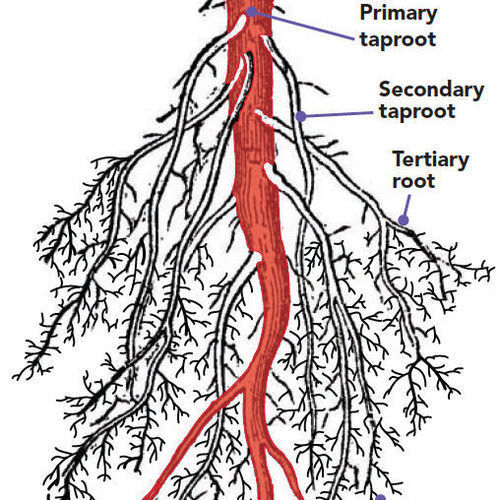 Primary
taproot
Secondary
taproot
Tertiary
root